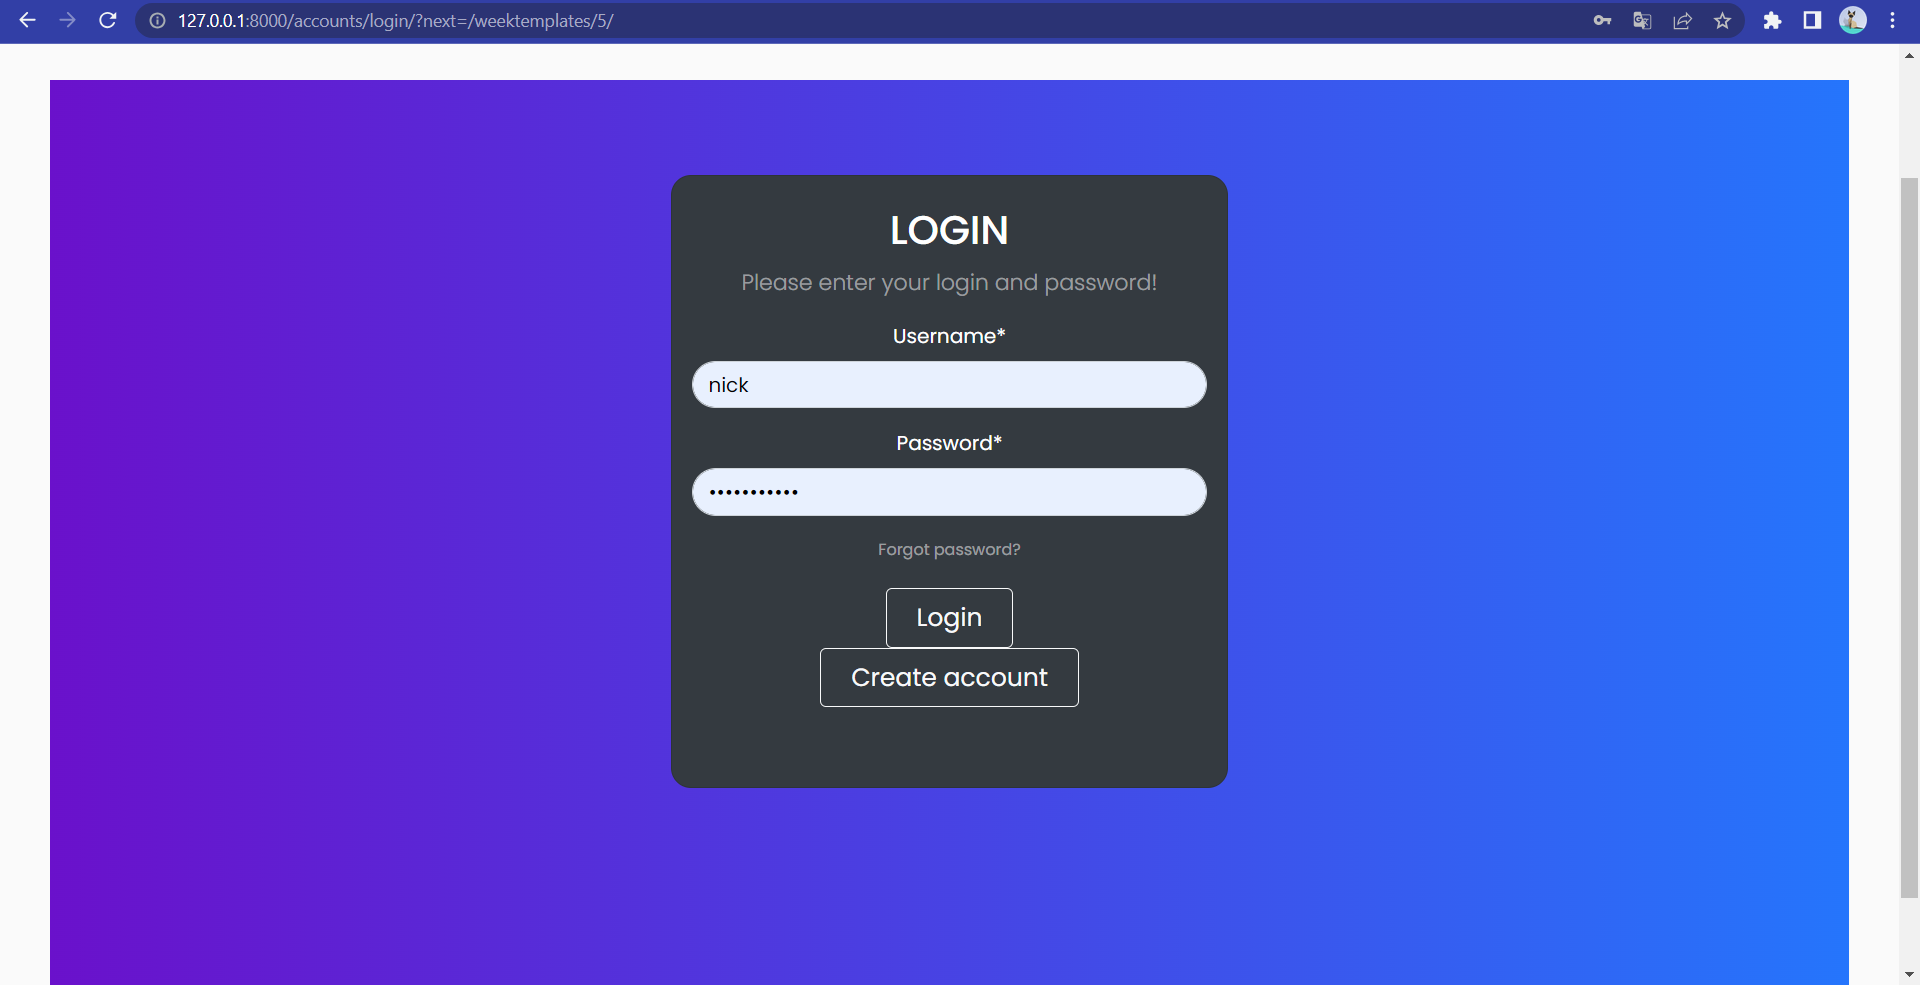 127.0.0.1:8000/accounts/login/?next=/weektemplates/5/
LOGIN
Please enter your login and password!
Username*
nick
Password*
•••••••••••
Forgot password?
Login
Create account